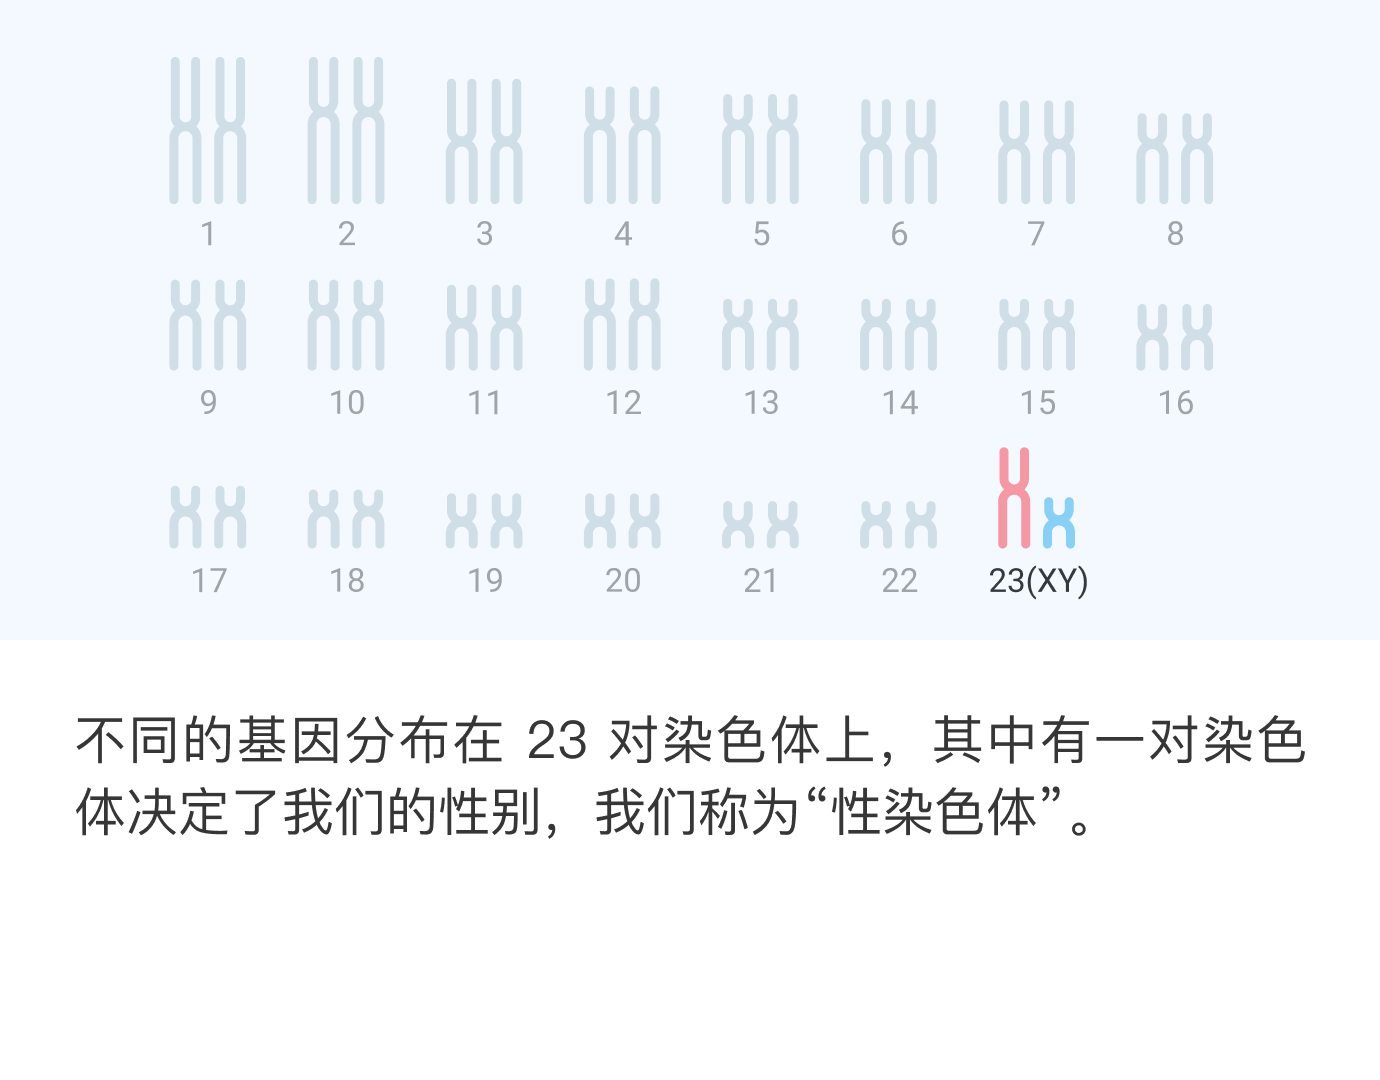 1 2 3 4 5 6 7 8
9 10 11 12 13 14 15 16
17 18 19 20 21 22 23(XY)
不同的基因分布在 23 对染色体上，其中有一对染色
体决定了我们的性别，我们称为“性染色体”。